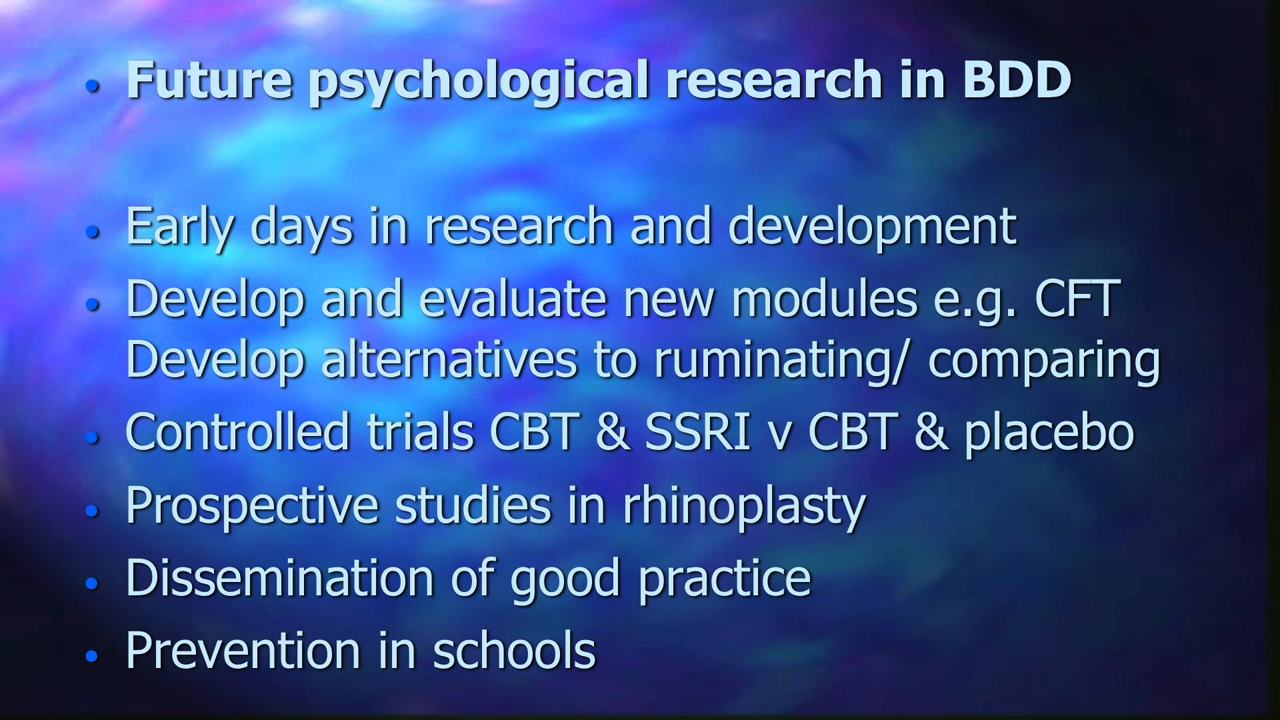 • Future psychological research in BDD
• Early days in research and development
• Develop and evaluate new modules e.g. CFT
Develop alternatives to ruminating/ comparing
• Controlled trials CBT & SSRI v CBT & placebo
• Prospective studies in rhinoplasty
• Dissemination of good practice
• Prevention in schools